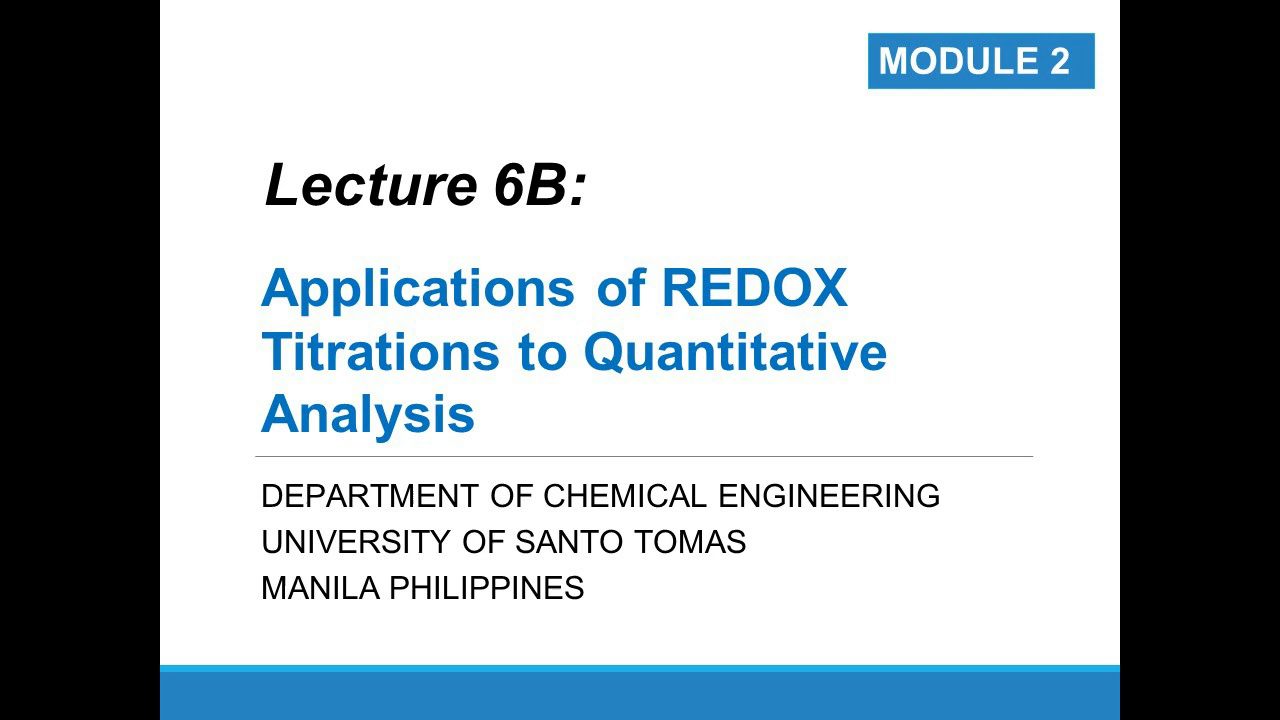 MODULE 2
Lecture 6B:
Applications of REDOX
Titrations to Quantitative
Analysis
DEPARTMENT OF CHEMICAL ENGINEERING
UNIVERSITY OF SANTO TOMAS
MANILA PHILIPPINES